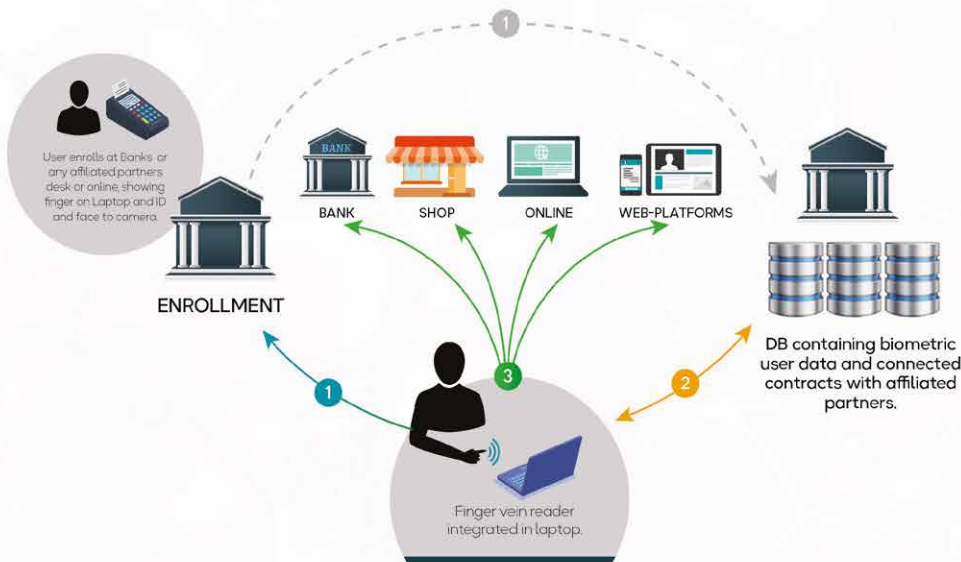 1
User enrolls at Banks or
any affiliated partners
desk or online, showing
finger on Laptop and ID
and face to camera.
BANK
BANK
SHOP
ONLINE
WEB-PLATFORMS
ENROLLMENT
DB containing biometric
user data and connected
contracts with affiliated
partners.
1
3
2
Finger vein reader
integrated in laptop.